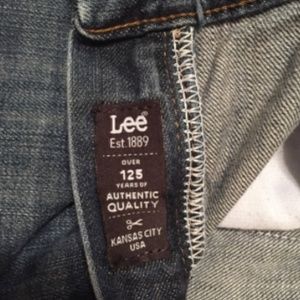 Lee®
Est.1889
OVER
125
YEARS OF
AUTHENTIC
QUALITY
KANSAS CITY
USA